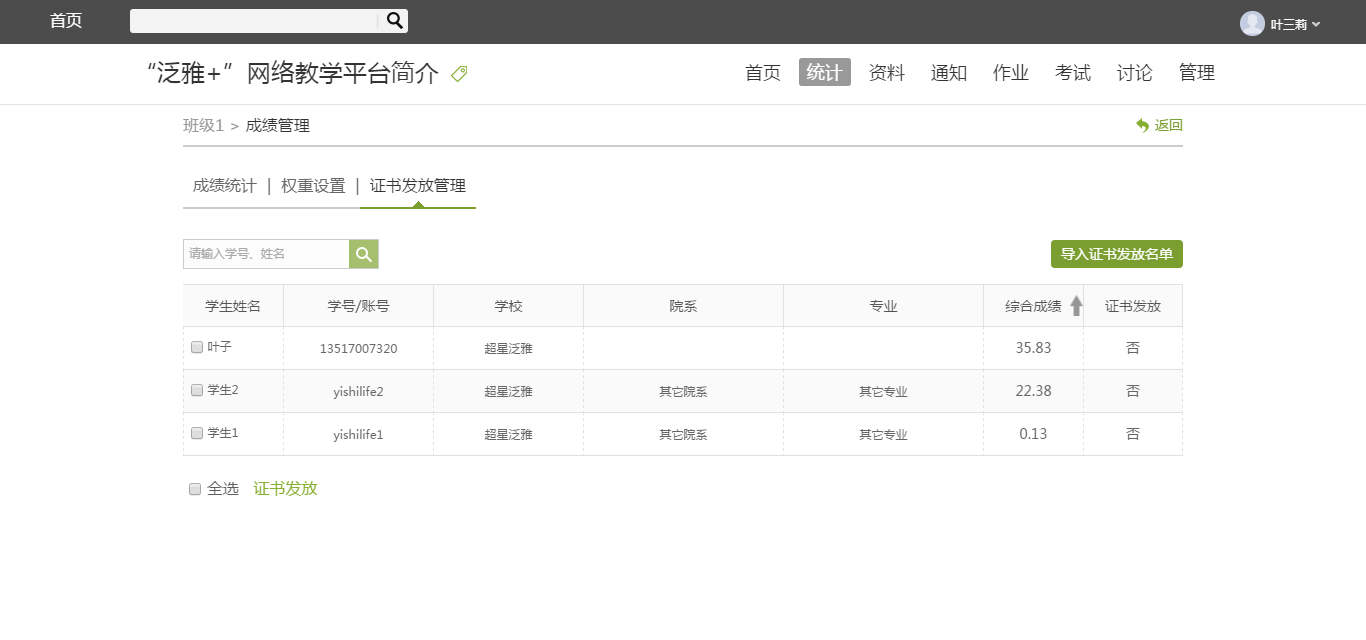 首页 叶三莉
“泛雅+”网络教学平台简介 首页 统计 资料 通知 作业 考试 讨论 管理
班级1 > 成绩管理 返回
成绩统计 | 权重设置 | 证书发放管理
请输入学号、姓名 导入证书发放名单
学生姓名 学号/账号 学校 院系 专业 综合成绩 证书发放
叶子 13517007320 超星泛雅 35.83 否
学生2 yishilife2 超星泛雅 其它院系 其它专业 22.38 否
学生1 yishilife1 超星泛雅 其它院系 其它专业 0.13 否
全选 证书发放